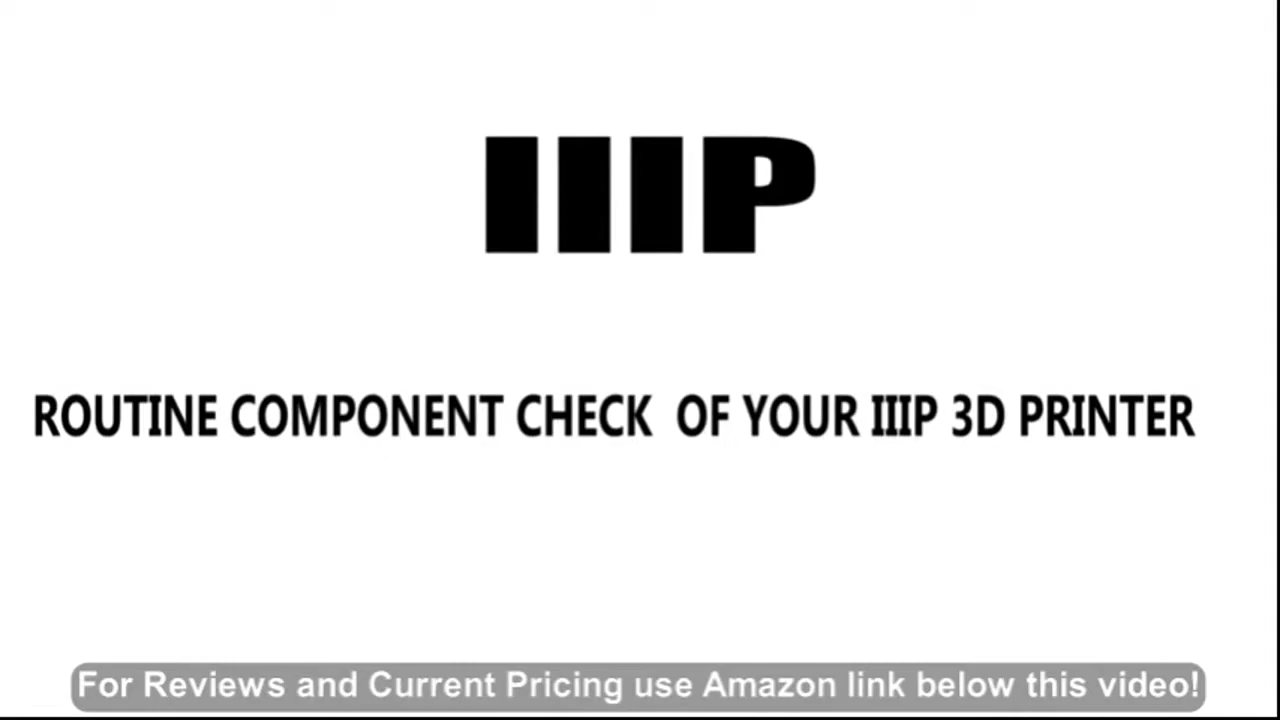 IIIP
ROUTINE COMPONENT CHECK OF YOUR IIIP 3D PRINTER
For Reviews and Current Pricing use Amazon link below this video!